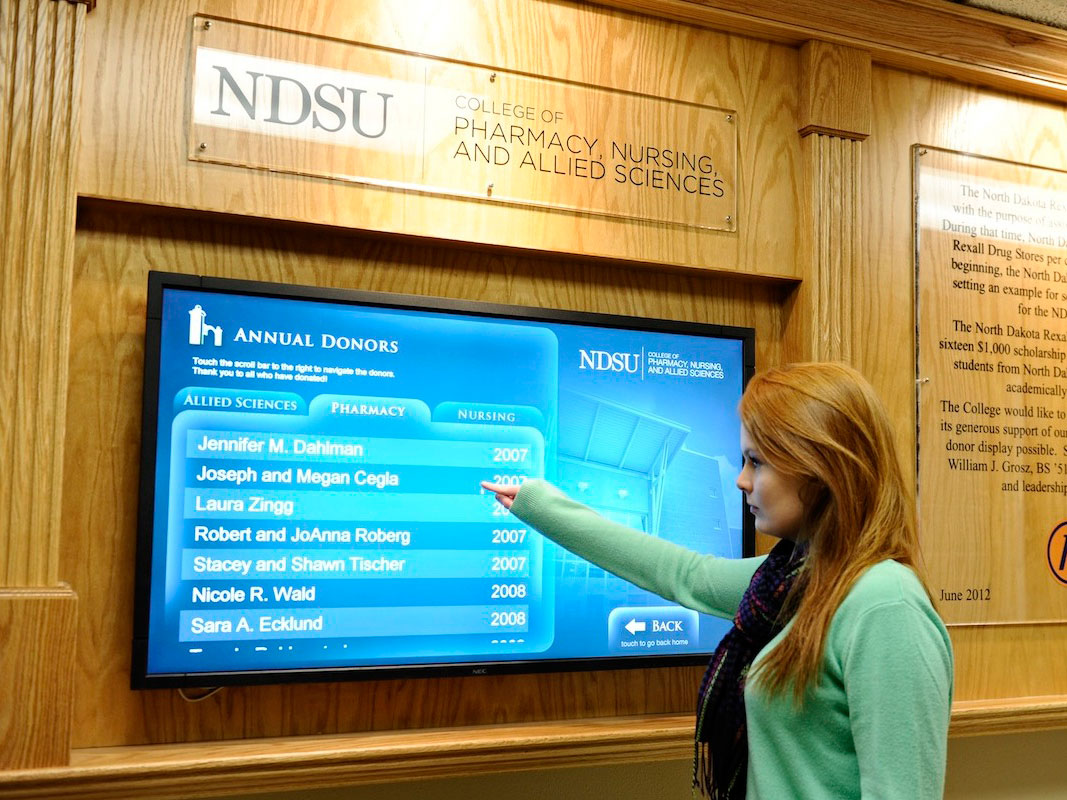 NDSU
COLLEGE OF
PHARMACY, NURSING,
AND ALLIED SCIENCES
ANNUAL DONORS
Touch the scroll bar to the right to navigate the donors.
Thank you to all who have donated!
NDSU
COLLEGE OF
PHARMACY, NURSING,
AND ALLIED SCIENCES
ALLIED SCIENCES PHARMACY NURSING
Jennifer M. Dahlman 2007
Joseph and Megan Cegla 2007
Laura Zingg
Robert and JoAnna Roberg 2007
Stacey and Shawn Tischer 2007
Nicole R. Wald 2008
Sara A. Ecklund 2008
BACK
touch to go back home
NEC
The North Dakota
with the purpose of
During that time, North
Rexall Drug Stores per
beginning, the North
setting an example for
for the
The North Dakota
sixteen $1,000 scholarship
students from North
academically
The College would like to
its generous support of
donor display possible.
William J. Grosz, BS '51
and leadership
June 2012